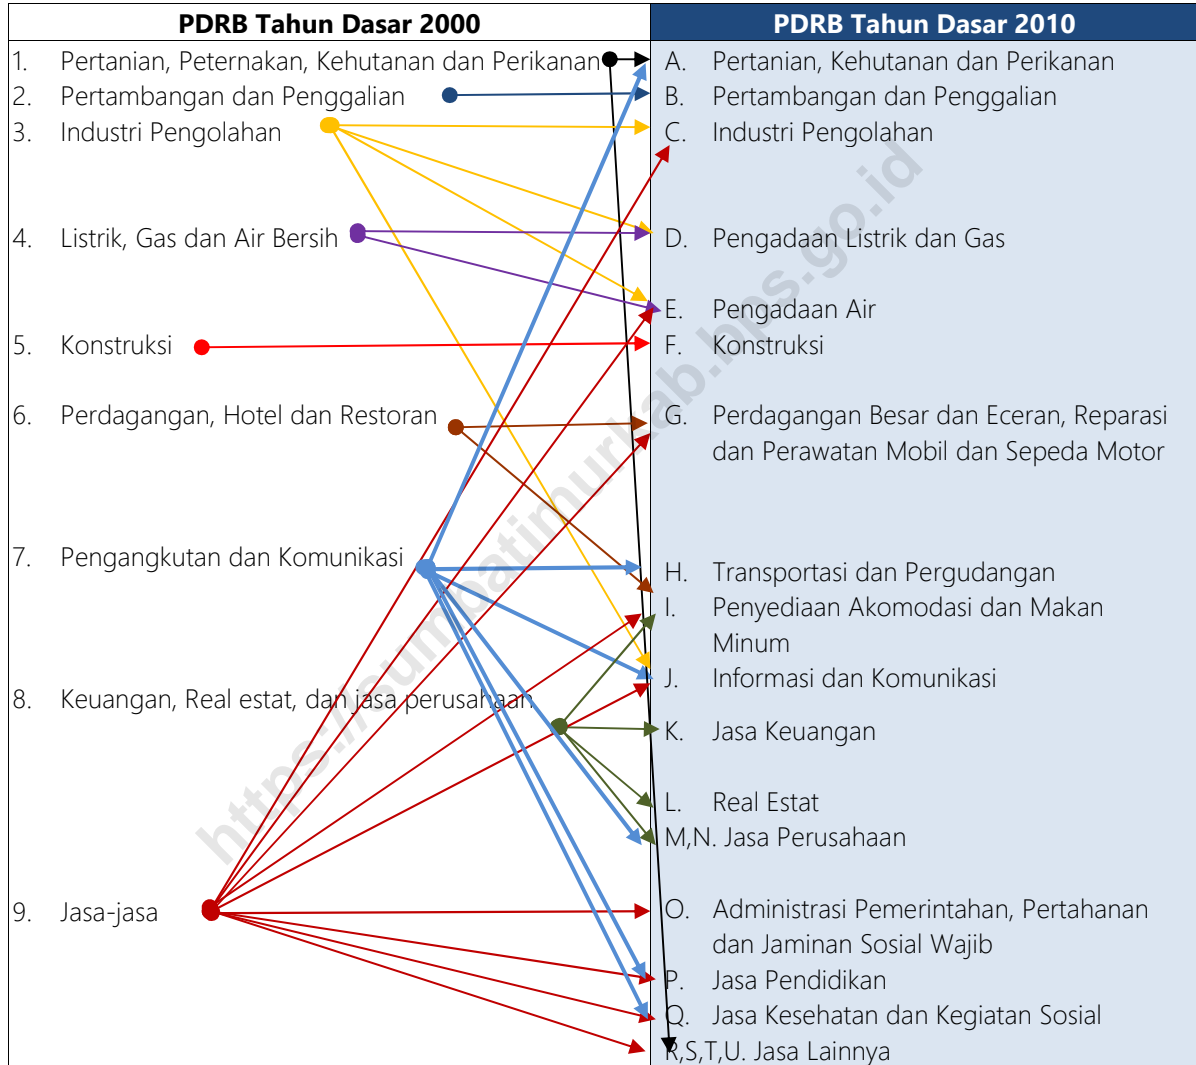 PDRB Tahun Dasar 2000
1. Pertanian, Peternakan, Kehutanan dan Perikanan
2. Pertambangan dan Penggalian
3. Industri Pengolahan
4. Listrik, Gas dan Air Bersih
5. Konstruksi
6. Perdagangan, Hotel dan Restoran
7. Pengangkutan dan Komunikasi
8. Keuangan, Real estat, dan jasa perusahaan
9. Jasa-jasa
PDRB Tahun Dasar 2010
A. Pertanian, Kehutanan dan Perikanan
B. Pertambangan dan Penggalian
C. Industri Pengolahan
D. Pengadaan Listrik dan Gas
E. Pengadaan Air
F. Konstruksi
G. Perdagangan Besar dan Eceran, Reparasi
dan Perawatan Mobil dan Sepeda Motor
H. Transportasi dan Pergudangan
I. Penyediaan Akomodasi dan Makan
Minum
J. Informasi dan Komunikasi
K. Jasa Keuangan
L. Real Estat
M,N. Jasa Perusahaan
O. Administrasi Pemerintahan, Pertahanan
dan Jaminan Sosial Wajib
P. Jasa Pendidikan
Q. Jasa Kesehatan dan Kegiatan Sosial
R,S,T,U. Jasa Lainnya
https://sumbatimurkab.bps.go.id